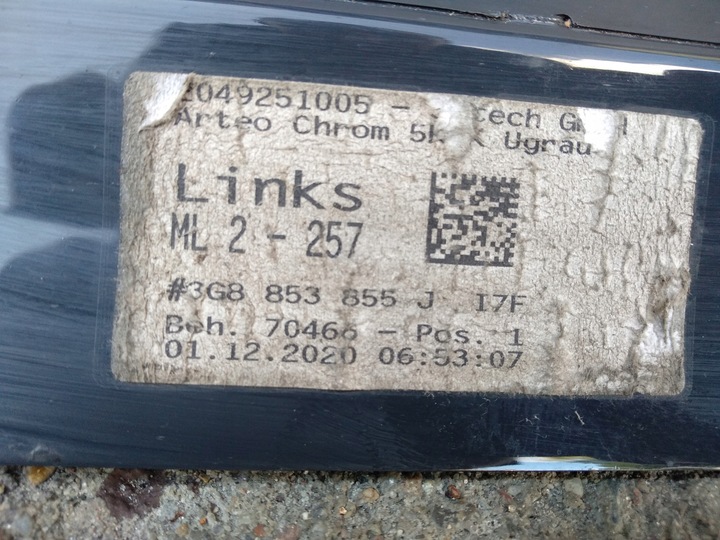 2049251005 -
Arteo Chrom Ugrau
Links
ML 2 - 257
#3G8 853 855 J I7F
Beh. 70466 - Pos. 1
01.12.2020 06:53:07